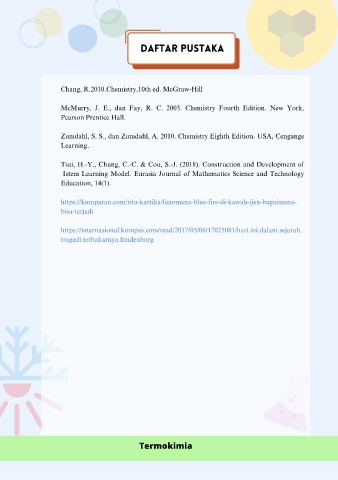 DAFTAR PUSTAKA
Chang, R.2010.Chemistry,10th ed. McGraw-Hill
McMurry, J. E., dan Fay, R. C. 2003. Chemistry Fourth Edition. New York,
Pearson Prentice Hall.
Zumdahl, S. S., dan Zumdahl, A. 2010. Chemistry Eighth Edition. USA, Cengange
Learning.
Tsai, H.-Y., Chung, C.-C. & Cou, S.-J. (2018). Construction and Development of
Istem Learning Model. Eurasia Journal of Mathematics Science and Technology
Education, 14(1).
https://kumparan.com/rita-kartika/fenomena-blue-fire-di-kawah-ijen-bagaimana-
bisa-terjadi
https://internasional.kompas.com/read/2017/05/06/17025081/hari.ini.dalam.sejarah.
tragedi.terbakarnya.hindenburg
Termokimia